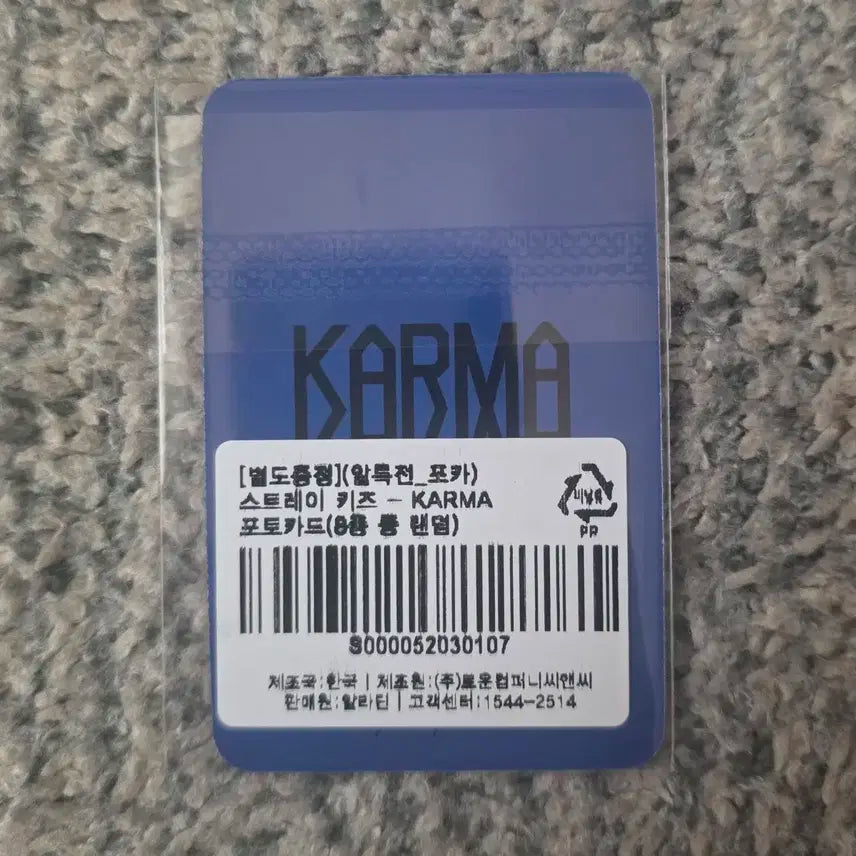 KARMA
[별도증정](알특전_포카)
스트레이 키즈 - KARMA
포토카드(8종 중 랜덤)
비닐류
PP
S000052030107
제조국:한국 | 제조원:(주)로운컴퍼니씨앤씨
판매원:알라딘 | 고객센터:1544-2514